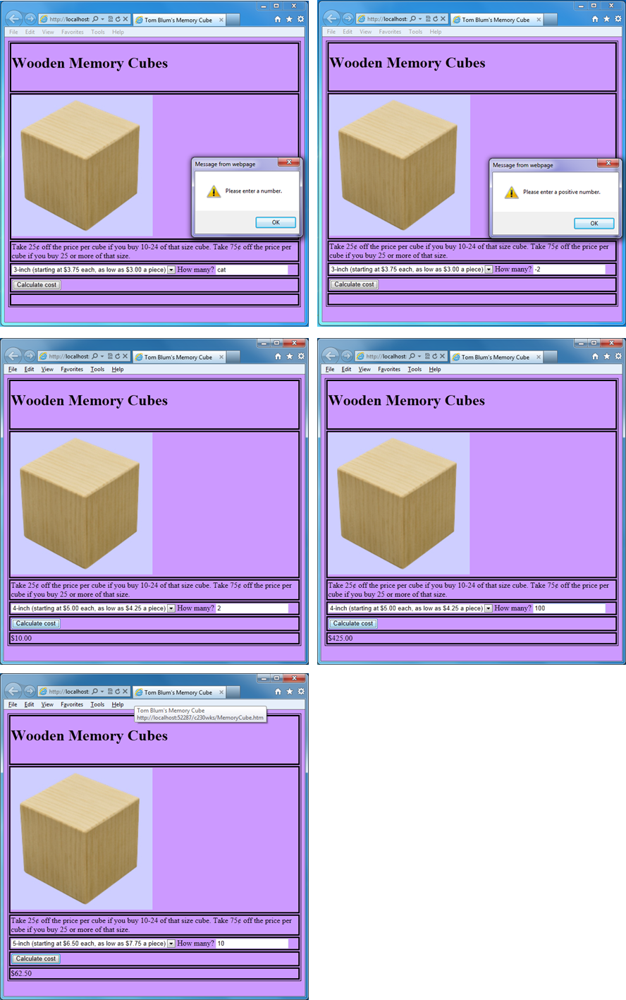 http://localhost:
Tom Blum's Memory Cube
File Edit View Favorites Tools Help
Wooden Memory Cubes
Message from webpage
Please enter a number.
OK
Take 25¢ off the price per cube if you buy 10-24 of that size cube. Take 75¢ off the price per
cube if you buy 25 or more of that size.
3-inch (starting at $3.75 each, as low as $3.00 a piece) How many? cat
Calculate cost
http://localhost:
Tom Blum's Memory Cube
File Edit View Favorites Tools Help
Wooden Memory Cubes
Message from webpage
Please enter a positive number.
OK
Take 25¢ off the price per cube if you buy 10-24 of that size cube. Take 75¢ off the price per
cube if you buy 25 or more of that size.
3-inch (starting at $3.75 each, as low as $3.00 a piece) How many? -2
Calculate cost
http://localhost:
Tom Blum's Memory Cube
File Edit View Favorites Tools Help
Wooden Memory Cubes
Take 25¢ off the price per cube if you buy 10-24 of that size cube. Take 75¢ off the price per
cube if you buy 25 or more of that size.
4-inch (starting at $5.00 each, as low as $4.25 a piece) How many? 2
Calculate cost
$10.00
http://localhost:
Tom Blum's Memory Cube
File Edit View Favorites Tools Help
Wooden Memory Cubes
Take 25¢ off the price per cube if you buy 10-24 of that size cube. Take 75¢ off the price per
cube if you buy 25 or more of that size.
4-inch (starting at $5.00 each, as low as $4.25 a piece) How many? 100
Calculate cost
$425.00
http://localhost:
Tom Blum's Memory Cube
File Edit View Favorites Tools Help
Tom Blum's Memory Cube
http://localhost:52287/c230wks/MemoryCube.htm
Wooden Memory Cubes
Take 25¢ off the price per cube if you buy 10-24 of that size cube. Take 75¢ off the price per
cube if you buy 25 or more of that size.
5-inch (starting at $6.50 each, as low as $7.75 a piece) How many? 10
Calculate cost
$62.50